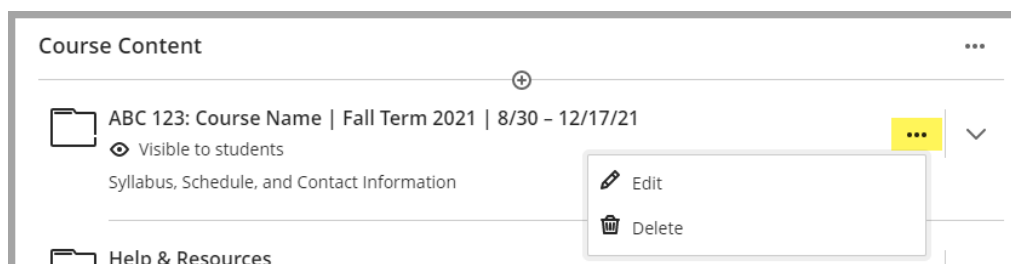 Course Content
ABC 123: Course Name | Fall Term 2021 | 8/30 – 12/17/21
Visible to students
Syllabus, Schedule, and Contact Information
Edit
Delete
Help & Resources